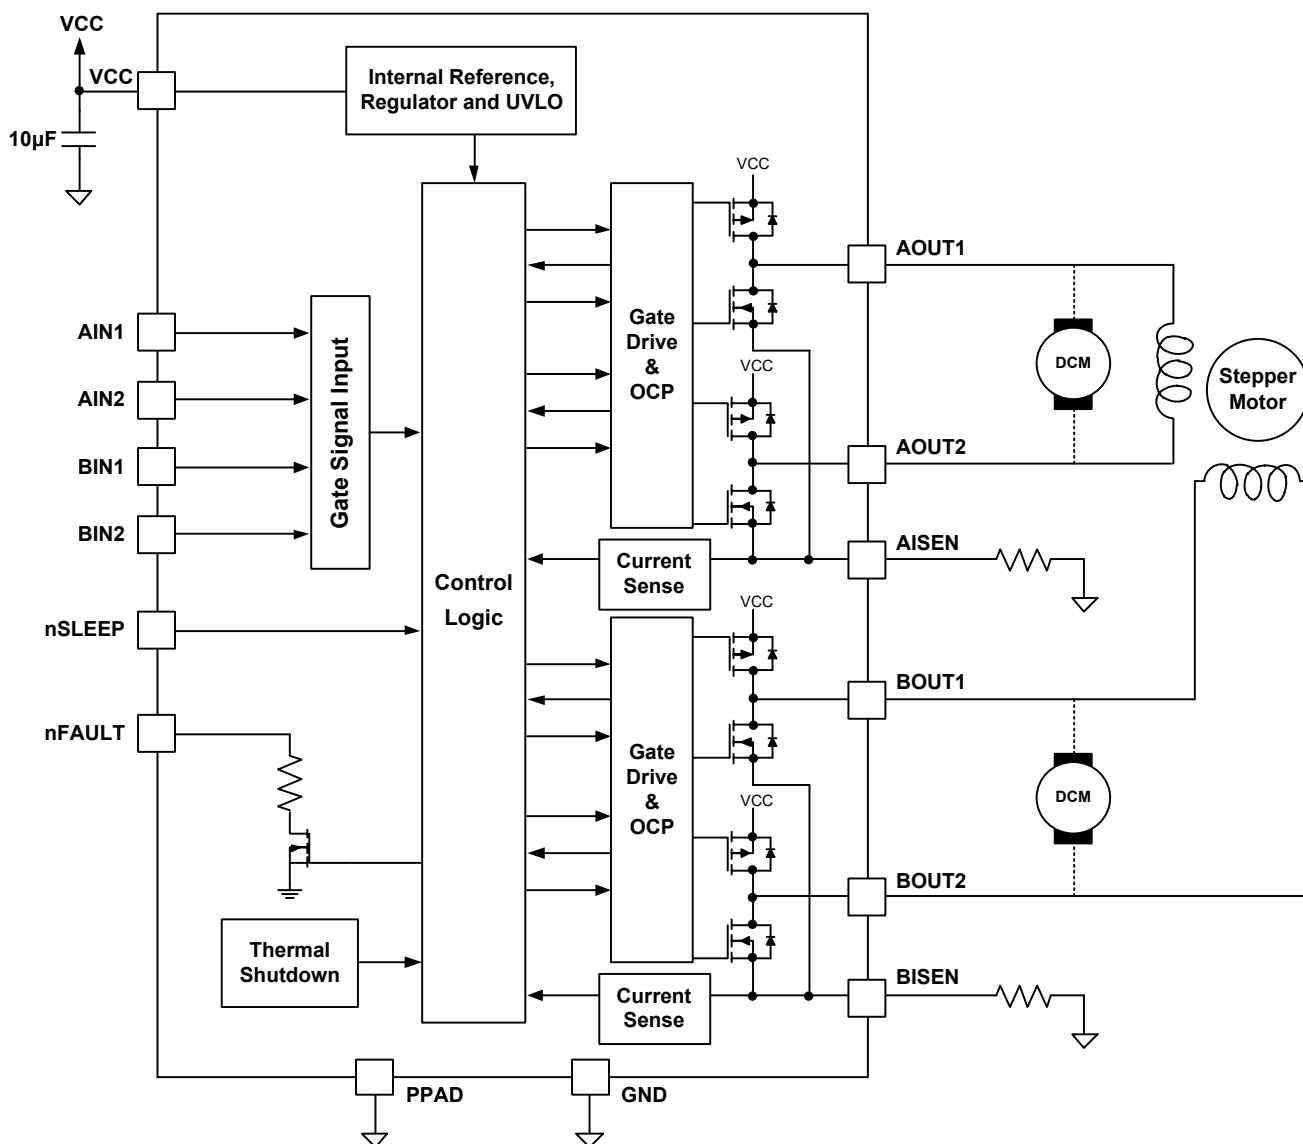 VCC
VCC
10µF
Internal Reference,
Regulator and UVLO
AIN1
AIN2
BIN1
BIN2
Gate Signal Input
nSLEEP
nFAULT
Thermal
Shutdown
Control
Logic
VCC
Gate
Drive
&
OCP
VCC
Current
Sense
VCC
Gate
Drive
&
OCP
VCC
Current
Sense
AOUT1
DCM
Stepper
Motor
AOUT2
AISEN
BOUT1
DCM
BOUT2
BISEN
PPAD
GND